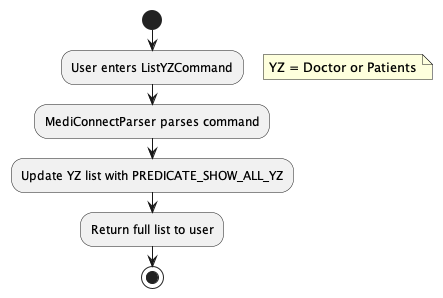 User enters ListYZCommand
YZ = Doctor or Patients
MediConnectParser parses command
Update YZ list with PREDICATE_SHOW_ALL_YZ
Return full list to user